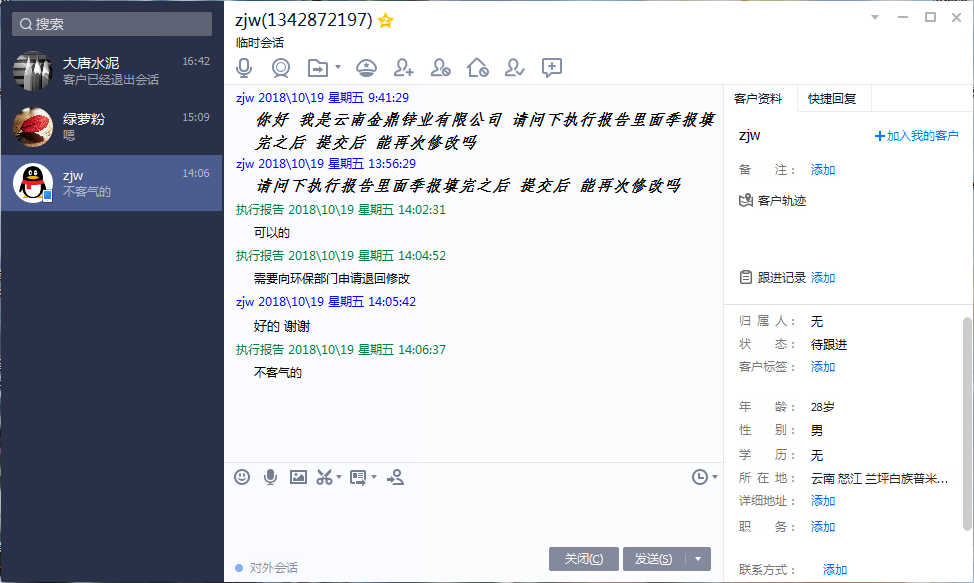 搜索
大唐水泥 16:42
客户已经退出会话
绿萝粉 15:09
嗯
zjw 14:06
不客气的
zjw(1342872197)
临时会话
zjw 2018\10\19 星期五 9:41:29
你好 我是云南金鼎锌业有限公司 请问下执行报告里面季报填
完之后 提交后 能再次修改吗
zjw 2018\10\19 星期五 13:56:29
请问下执行报告里面季报填完之后 提交后 能再次修改吗
执行报告 2018\10\19 星期五 14:02:31
可以的
执行报告 2018\10\19 星期五 14:04:52
需要向环保部门申请退回修改
zjw 2018\10\19 星期五 14:05:42
好的 谢谢
执行报告 2018\10\19 星期五 14:06:37
不客气的
对外会话
关闭(C) 发送(S)
客户资料 快捷回复
zjw +加入我的客户
备 注： 添加
客户轨迹
跟进记录 添加
归 属 人： 无
状 态： 待跟进
客户标签： 添加
年 龄： 28岁
性 别： 男
学 历： 无
所 在 地： 云南 怒江 兰坪白族普米...
详细地址： 添加
职 务： 添加
联系方式： 添加